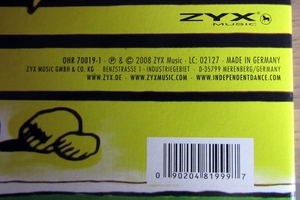 ZYX
MUSIC
OHR 70019-1 · ℗ & © 2008 ZYX Music · LC: 02127 · MADE IN GERMANY
ZYX MUSIC GMBH & CO. KG · BENZSTRASSE 1 · INDUSTRIEGEBIET · D-35799 MERENBERG/GERMANY
WWW.ZYX.DE · WWW.ZYXMUSIC.COM · WWW.INDEPENDENTDANCE.COM
0 90204 81999 7